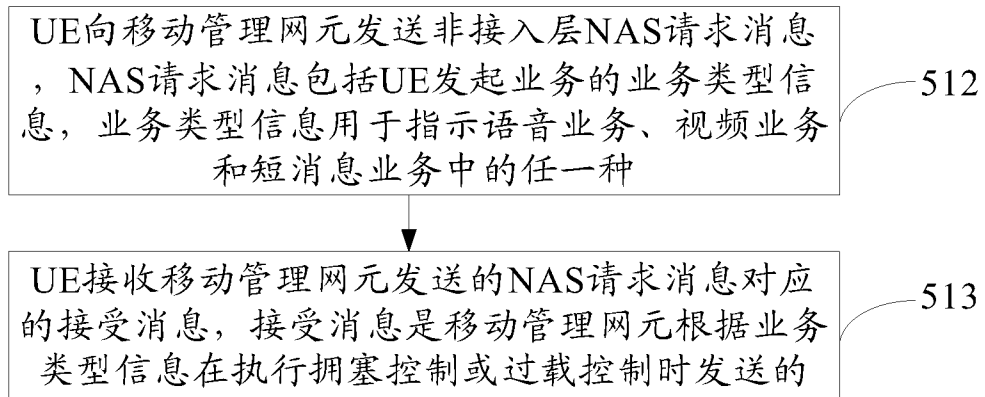 UE向移动管理网元发送非接入层NAS请求消息
，NAS请求消息包括UE发起业务的业务类型信
息，业务类型信息用于指示语音业务、视频业务
和短消息业务中的任一种
512
UE接收移动管理网元发送的NAS请求消息对应
的接受消息，接受消息是移动管理网元根据业务
类型信息在执行拥塞控制或过载控制时发送的
513